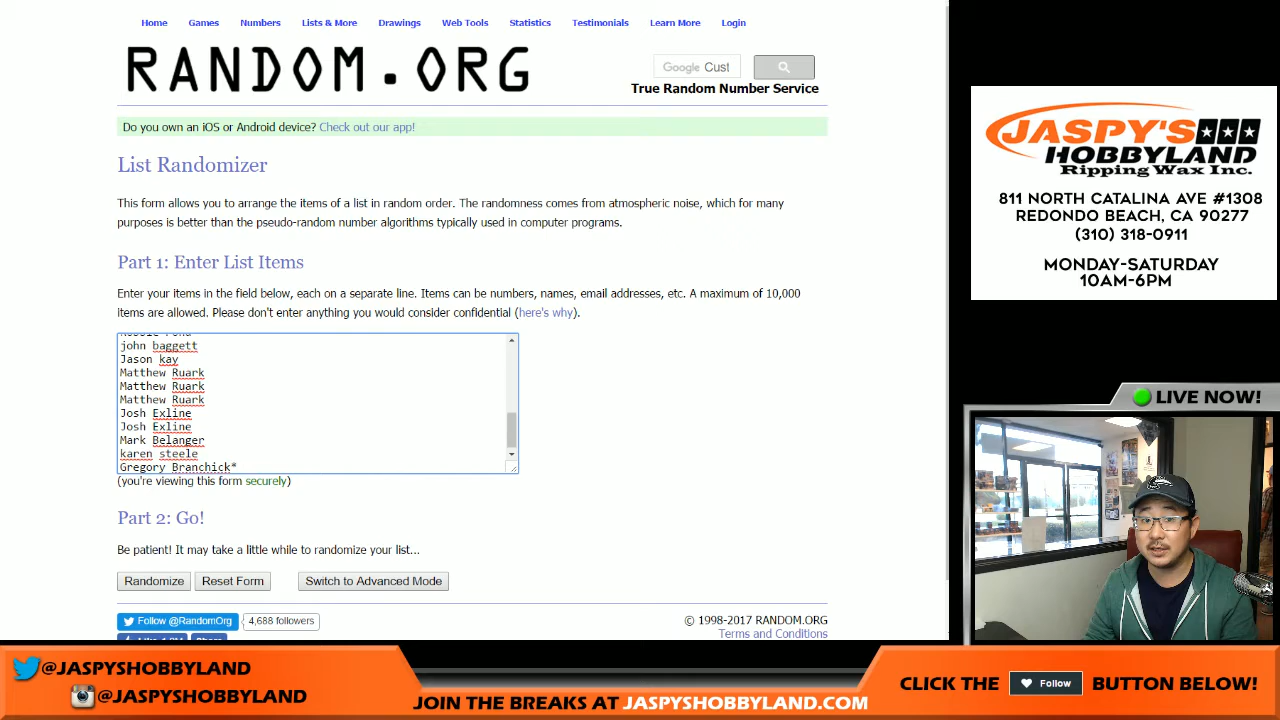 Home Games Numbers Lists & More Drawings Web Tools Statistics Testimonials Learn More Login
RANDOM.ORG
Google Cust
True Random Number Service
Do you own an iOS or Android device? Check out our app!
List Randomizer
This form allows you to arrange the items of a list in random order. The randomness comes from atmospheric noise, which for many
purposes is better than the pseudo-random number algorithms typically used in computer programs.
Part 1: Enter List Items
Enter your items in the field below, each on a separate line. Items can be numbers, names, email addresses, etc. A maximum of 10,000
items are allowed. Please don't enter anything you would consider confidential (here's why).
john baggett
Jason kay
Matthew Ruark
Matthew Ruark
Matthew Ruark
Josh Exline
Josh Exline
Mark Belanger
karen steele
Gregory Branchick*
(you're viewing this form securely)
Part 2: Go!
Be patient! It may take a little while to randomize your list...
Randomize Reset Form Switch to Advanced Mode
Follow @RandomOrg 4,688 followers
© 1998-2017 RANDOM.ORG
Terms and Conditions
JASPY'S
HOBBYLAND
Ripping Wax Inc.
811 NORTH CATALINA AVE #1308
REDONDO BEACH, CA 90277
(310) 318-0911
MONDAY-SATURDAY
10AM-6PM
LIVE NOW!
@JASPYSHOBBYLAND
@JASPYSHOBBYLAND
JOIN THE BREAKS AT JASPYSHOBBYLAND.COM
CLICK THE Follow BUTTON BELOW!